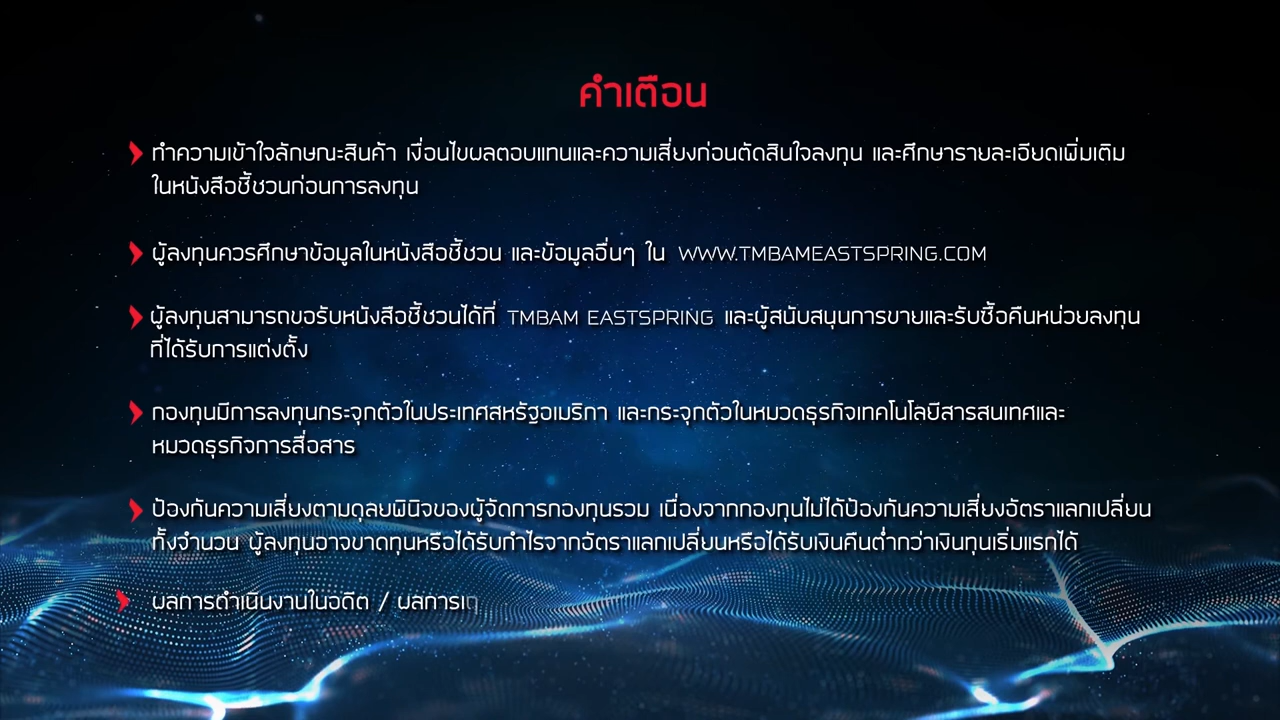 คำเตือน
ทำความเข้าใจลักษณะสินค้า เงื่อนไขผลตอบแทนและความเสี่ยงก่อนตัดสินใจลงทุน และศึกษารายละเอียดเพิ่มเติม
ในหนังสือชี้ชวนก่อนการลงทุน
ผู้ลงทุนควรศึกษาข้อมูลในหนังสือชี้ชวน และข้อมูลอื่นๆ ใน WWW.TMBAMEASTSPRING.COM
ผู้ลงทุนสามารถขอรับหนังสือชี้ชวนได้ที่ TMBAM EASTSPRING และผู้สนับสนุนการขายและรับซื้อคืนหน่วยลงทุน
ที่ได้รับการแต่งตั้ง
กองทุนมีการลงทุนกระจุกตัวในประเทศสหรัฐอเมริกา และกระจุกตัวในหมวดธุรกิจเทคโนโลยีสารสนเทศและ
หมวดธุรกิจการสื่อสาร
ป้องกันความเสี่ยงตามดุลยพินิจของผู้จัดการกองทุนรวม เนื่องจากกองทุนไม่ได้ป้องกันความเสี่ยงอัตราแลกเปลี่ยน
ทั้งจำนวน ผู้ลงทุนอาจขาดทุนหรือได้รับกำไรจากอัตราแลกเปลี่ยนหรือได้รับเงินคืนต่ำกว่าเงินทุนเริ่มแรกได้
ผลการดำเนินงานในอดีต / ผลการเ